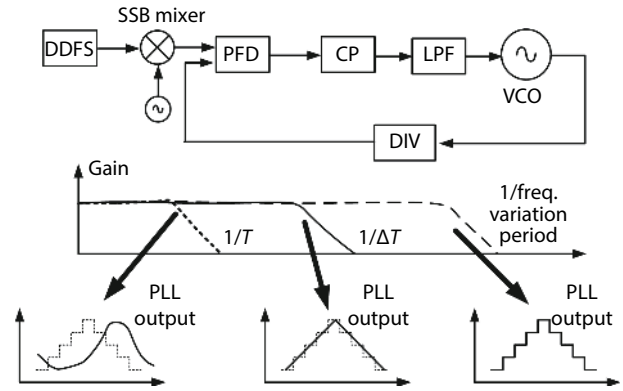 SSB mixer
DDFS
PFD
CP
LPF
VCO
DIV
Gain
1/freq.
variation
period
1/T
1/ΔT
PLL
output
PLL
output
PLL
output